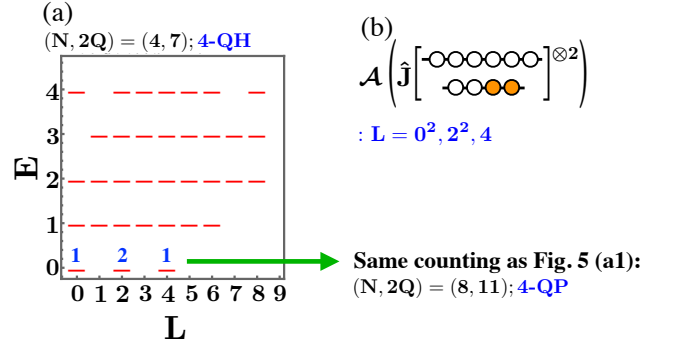 (a)
(N, 2Q) = (4, 7); 4-QH
E
4
3
2
1
0
1 2 1
0 1 2 3 4 5 6 7 8 9
L
(b)
𝓐 ( Ĵ [ ]^{⊗2} )
: L = 0², 2², 4
Same counting as Fig. 5 (a1):
(N, 2Q) = (8, 11); 4-QP